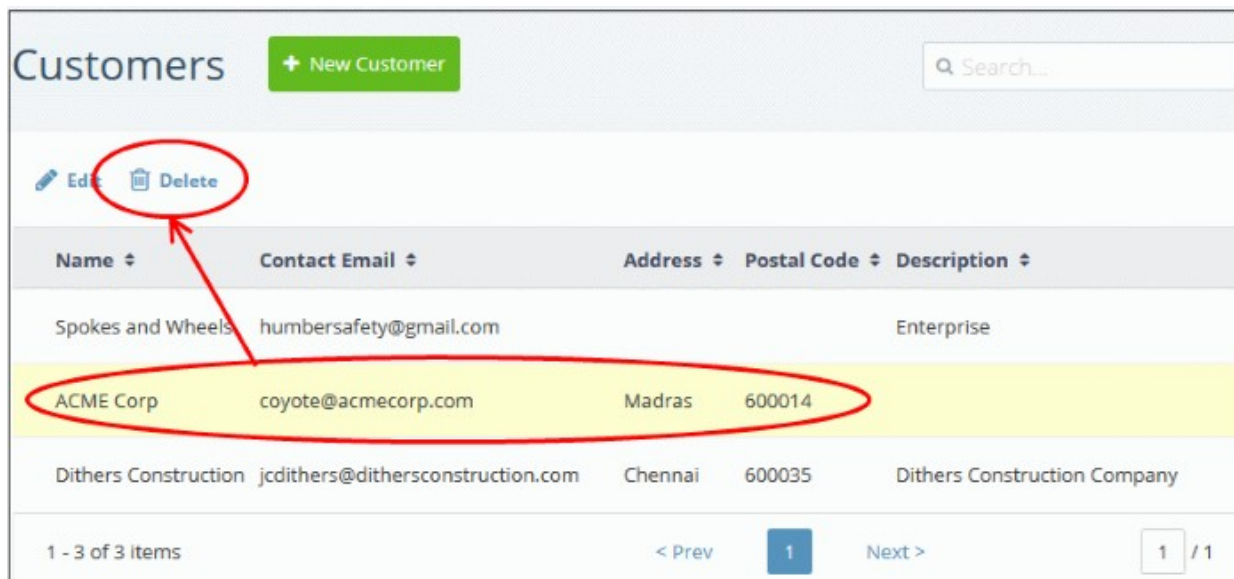 Customers + New Customer Search...
Edit Delete
Name Contact Email Address Postal Code Description
Spokes and Wheels humbersafety@gmail.com Enterprise
ACME Corp coyote@acmecorp.com Madras 600014
Dithers Construction jcdithers@dithersconstruction.com Chennai 600035 Dithers Construction Company
1 - 3 of 3 items < Prev 1 Next > 1 / 1